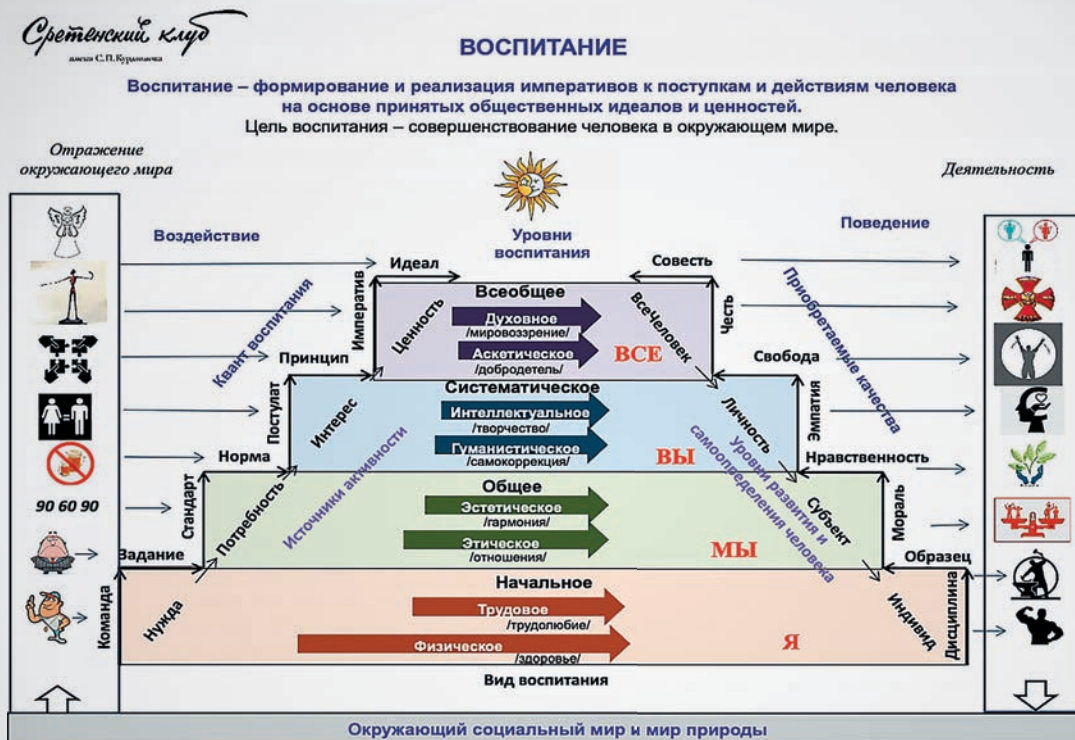 Сретенский клуб
имени С.П. Курдюмова
ВОСПИТАНИЕ
Воспитание – формирование и реализация императивов к поступкам и действиям человека
на основе принятых общественных идеалов и ценностей.
Цель воспитания – совершенствование человека в окружающем мире.
Отражение
окружающего мира
Деятельность
Воздействие
Уровни
воспитания
Поведение
Квант воспитания
Приобретаемые качества
Идеал
Совесть
Императив
Ценность
Всеобщее
Духовное
/мировоззрение/
Аскетическое
/добродетель/
ВСЕ
ВсеЧеловек
Честь
Принцип
Свобода
Постулат
Интерес
Систематическое
Интеллектуальное
/творчество/
Гуманистическое
/самокоррекция/
ВЫ
Личность
Эмпатия
Норма
Нравственность
Источники активности
Уровни развития и
самоопределения человека
Стандарт
Потребность
Общее
Эстетическое
/гармония/
Этическое
/отношения/
МЫ
Субъект
Мораль
90 60 90
Задание
Образец
Команда
Нужда
Начальное
Трудовое
/трудолюбие/
Физическое
/здоровье/
Я
Индивид
Дисциплина
Вид воспитания
Окружающий социальный мир и мир природы